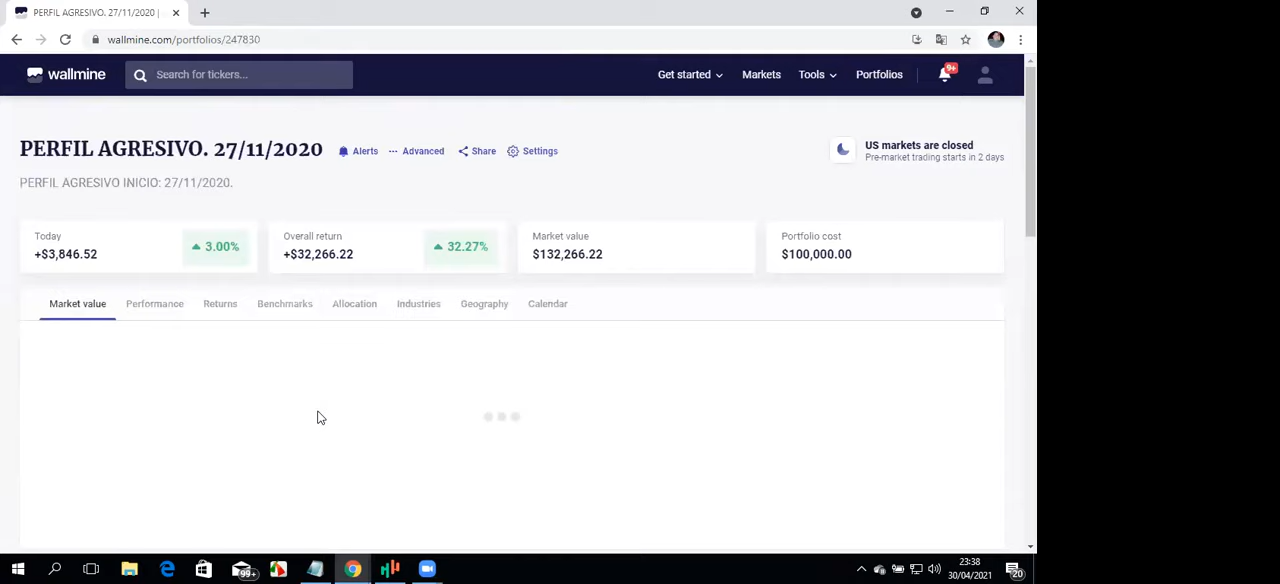 PERFIL AGRESIVO. 27/11/2020 |
wallmine.com/portfolios/247830
wallmine
Search for tickers...
Get started
Markets
Tools
Portfolios
9+
PERFIL AGRESIVO. 27/11/2020
Alerts
Advanced
Share
Settings
US markets are closed
Pre-market trading starts in 2 days
PERFIL AGRESIVO INICIO: 27/11/2020.
Today
+$3,846.52
3.00%
Overall return
+$32,266.22
32.27%
Market value
$132,266.22
Portfolio cost
$100,000.00
Market value
Performance
Returns
Benchmarks
Allocation
Industries
Geography
Calendar
99+
23:38
30/04/2021
20